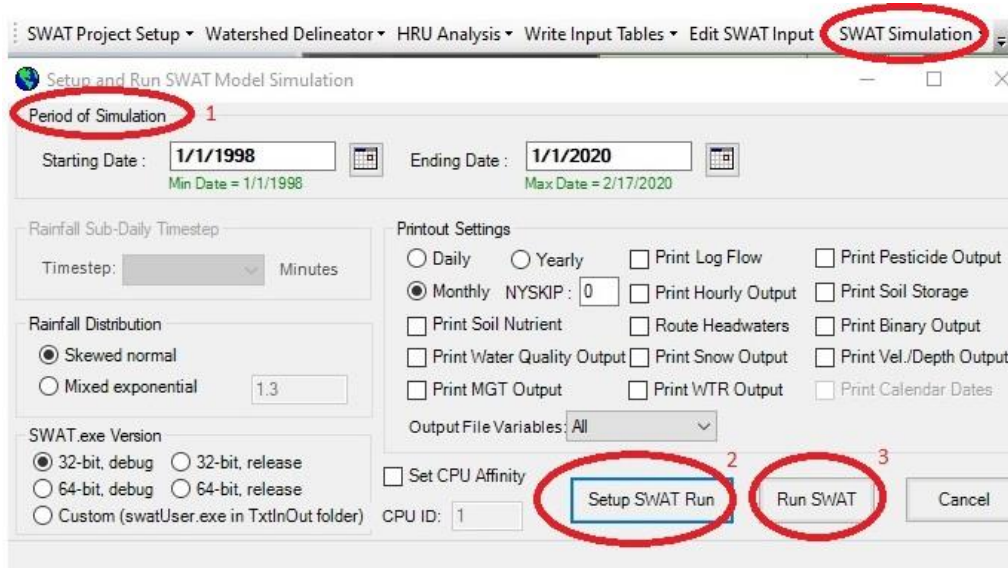 SWAT Project Setup Watershed Delineator HRU Analysis Write Input Tables Edit SWAT Input SWAT Simulation
Setup and Run SWAT Model Simulation
Period of Simulation 1
Starting Date : 1/1/1998 Ending Date : 1/1/2020
Min Date = 1/1/1998 Max Date = 2/17/2020
Rainfall Sub-Daily Timestep
Timestep: Minutes
Rainfall Distribution
Skewed normal
Mixed exponential 1.3
SWAT.exe Version
32-bit, debug 32-bit, release
64-bit, debug 64-bit, release
Custom (swatUser.exe in TxtInOut folder)
Printout Settings
Daily Yearly Print Log Flow Print Pesticide Output
Monthly NYSKIP : 0 Print Hourly Output Print Soil Storage
Print Soil Nutrient Route Headwaters Print Binary Output
Print Water Quality Output Print Snow Output Print Vel./Depth Output
Print MGT Output Print WTR Output Print Calendar Dates
Output File Variables: All
Set CPU Affinity
CPU ID: 1
2 3
Setup SWAT Run Run SWAT Cancel